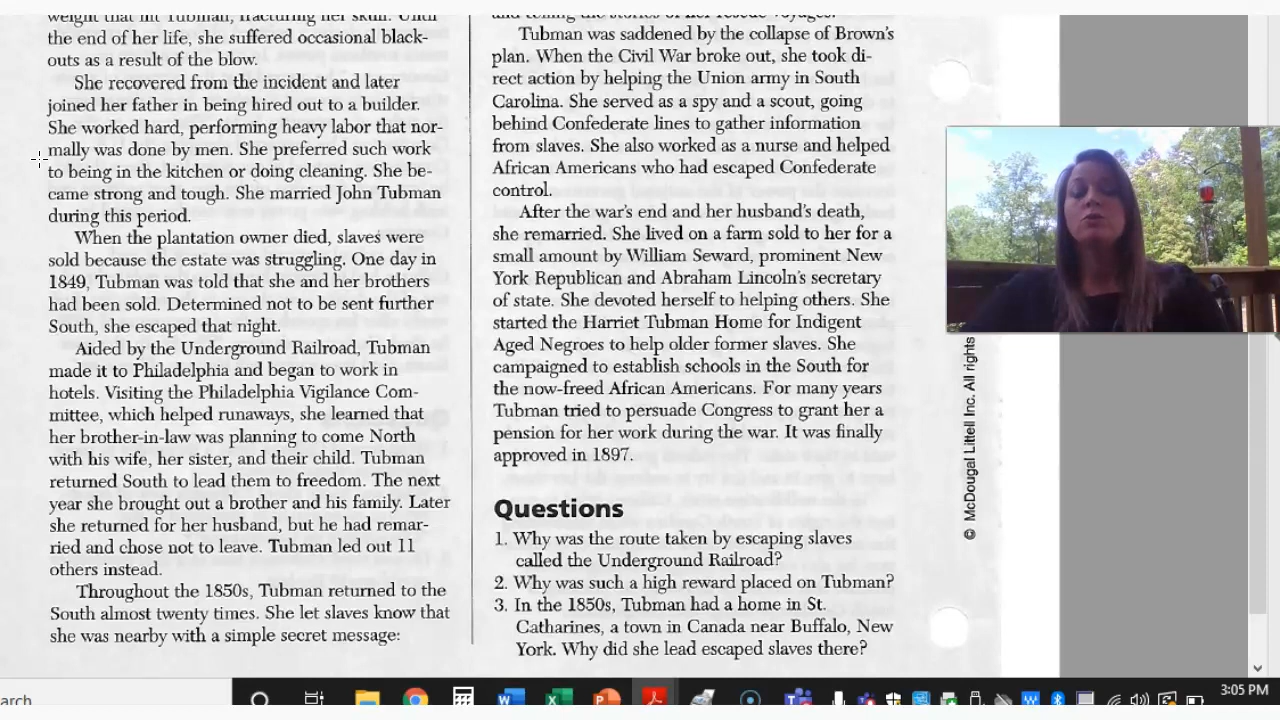 weight that hit Tubman, fracturing her skull. Until
the end of her life, she suffered occasional black-
outs as a result of the blow.
She recovered from the incident and later
joined her father in being hired out to a builder.
She worked hard, performing heavy labor that nor-
mally was done by men. She preferred such work
to being in the kitchen or doing cleaning. She be-
came strong and tough. She married John Tubman
during this period.
When the plantation owner died, slaves were
sold because the estate was struggling. One day in
1849, Tubman was told that she and her brothers
had been sold. Determined not to be sent further
South, she escaped that night.
Aided by the Underground Railroad, Tubman
made it to Philadelphia and began to work in
hotels. Visiting the Philadelphia Vigilance Com-
mittee, which helped runaways, she learned that
her brother-in-law was planning to come North
with his wife, her sister, and their child. Tubman
returned South to lead them to freedom. The next
year she brought out a brother and his family. Later
she returned for her husband, but he had remar-
ried and chose not to leave. Tubman led out 11
others instead.
Throughout the 1850s, Tubman returned to the
South almost twenty times. She let slaves know that
she was nearby with a simple secret message:
and telling the stories of her rescue voyages.
Tubman was saddened by the collapse of Brown's
plan. When the Civil War broke out, she took di-
rect action by helping the Union army in South
Carolina. She served as a spy and a scout, going
behind Confederate lines to gather information
from slaves. She also worked as a nurse and helped
African Americans who had escaped Confederate
control.
After the war's end and her husband's death,
she remarried. She lived on a farm sold to her for a
small amount by William Seward, prominent New
York Republican and Abraham Lincoln's secretary
of state. She devoted herself to helping others. She
started the Harriet Tubman Home for Indigent
Aged Negroes to help older former slaves. She
campaigned to establish schools in the South for
the now-freed African Americans. For many years
Tubman tried to persuade Congress to grant her a
pension for her work during the war. It was finally
approved in 1897.
Questions
1. Why was the route taken by escaping slaves
called the Underground Railroad?
2. Why was such a high reward placed on Tubman?
3. In the 1850s, Tubman had a home in St.
Catharines, a town in Canada near Buffalo, New
York. Why did she lead escaped slaves there?
© McDougal Littell Inc. All rights
arch
3:05 PM